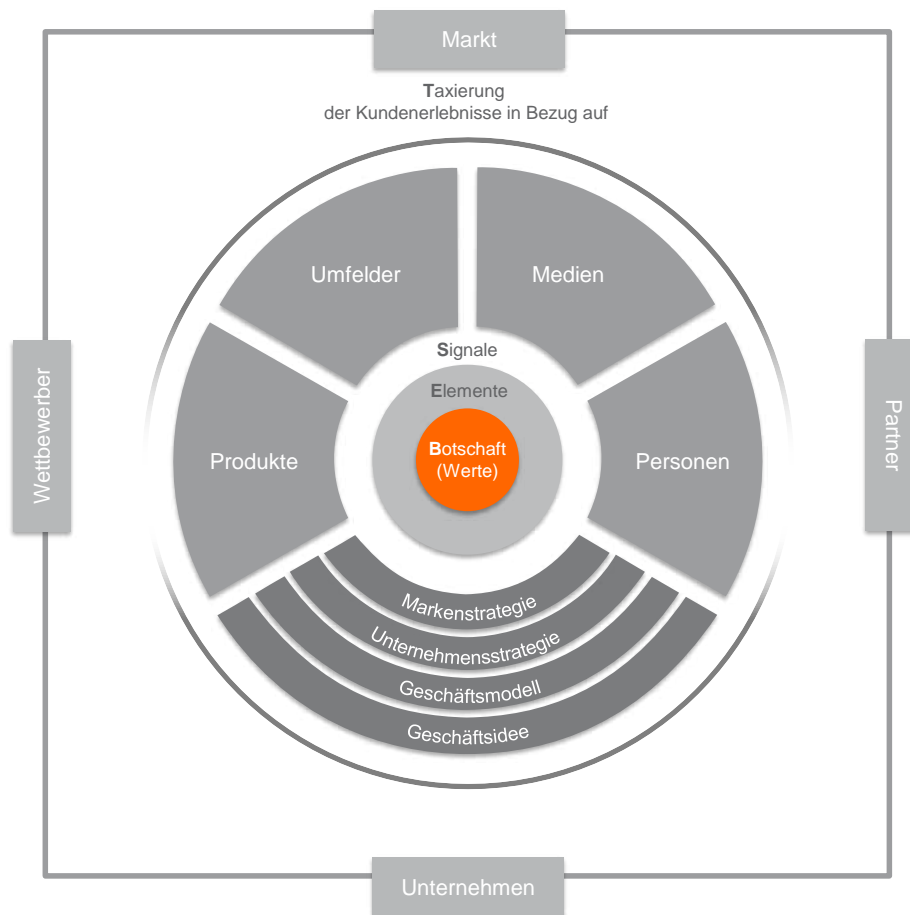 Markt
Taxierung
der Kundenerlebnisse in Bezug auf
Umfelder
Medien
Signale
Elemente
Wettbewerber
Produkte
Botschaft
(Werte)
Personen
Partner
Markenstrategie
Unternehmensstrategie
Geschäftsmodell
Geschäftsidee
Unternehmen